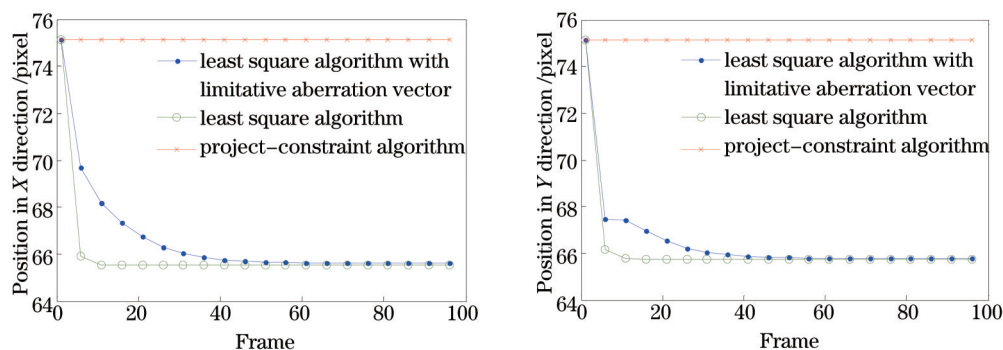 76
74
72
70
68
66
64
Position in X direction /pixel
least square algorithm with
limitative aberration vector
least square algorithm
project-constraint algorithm
0
20
40
60
80
100
Frame
76
74
72
70
68
66
64
Position in Y direction /pixel
least square algorithm with
limitative aberration vector
least square algorithm
project-constraint algorithm
0
20
40
60
80
100
Frame